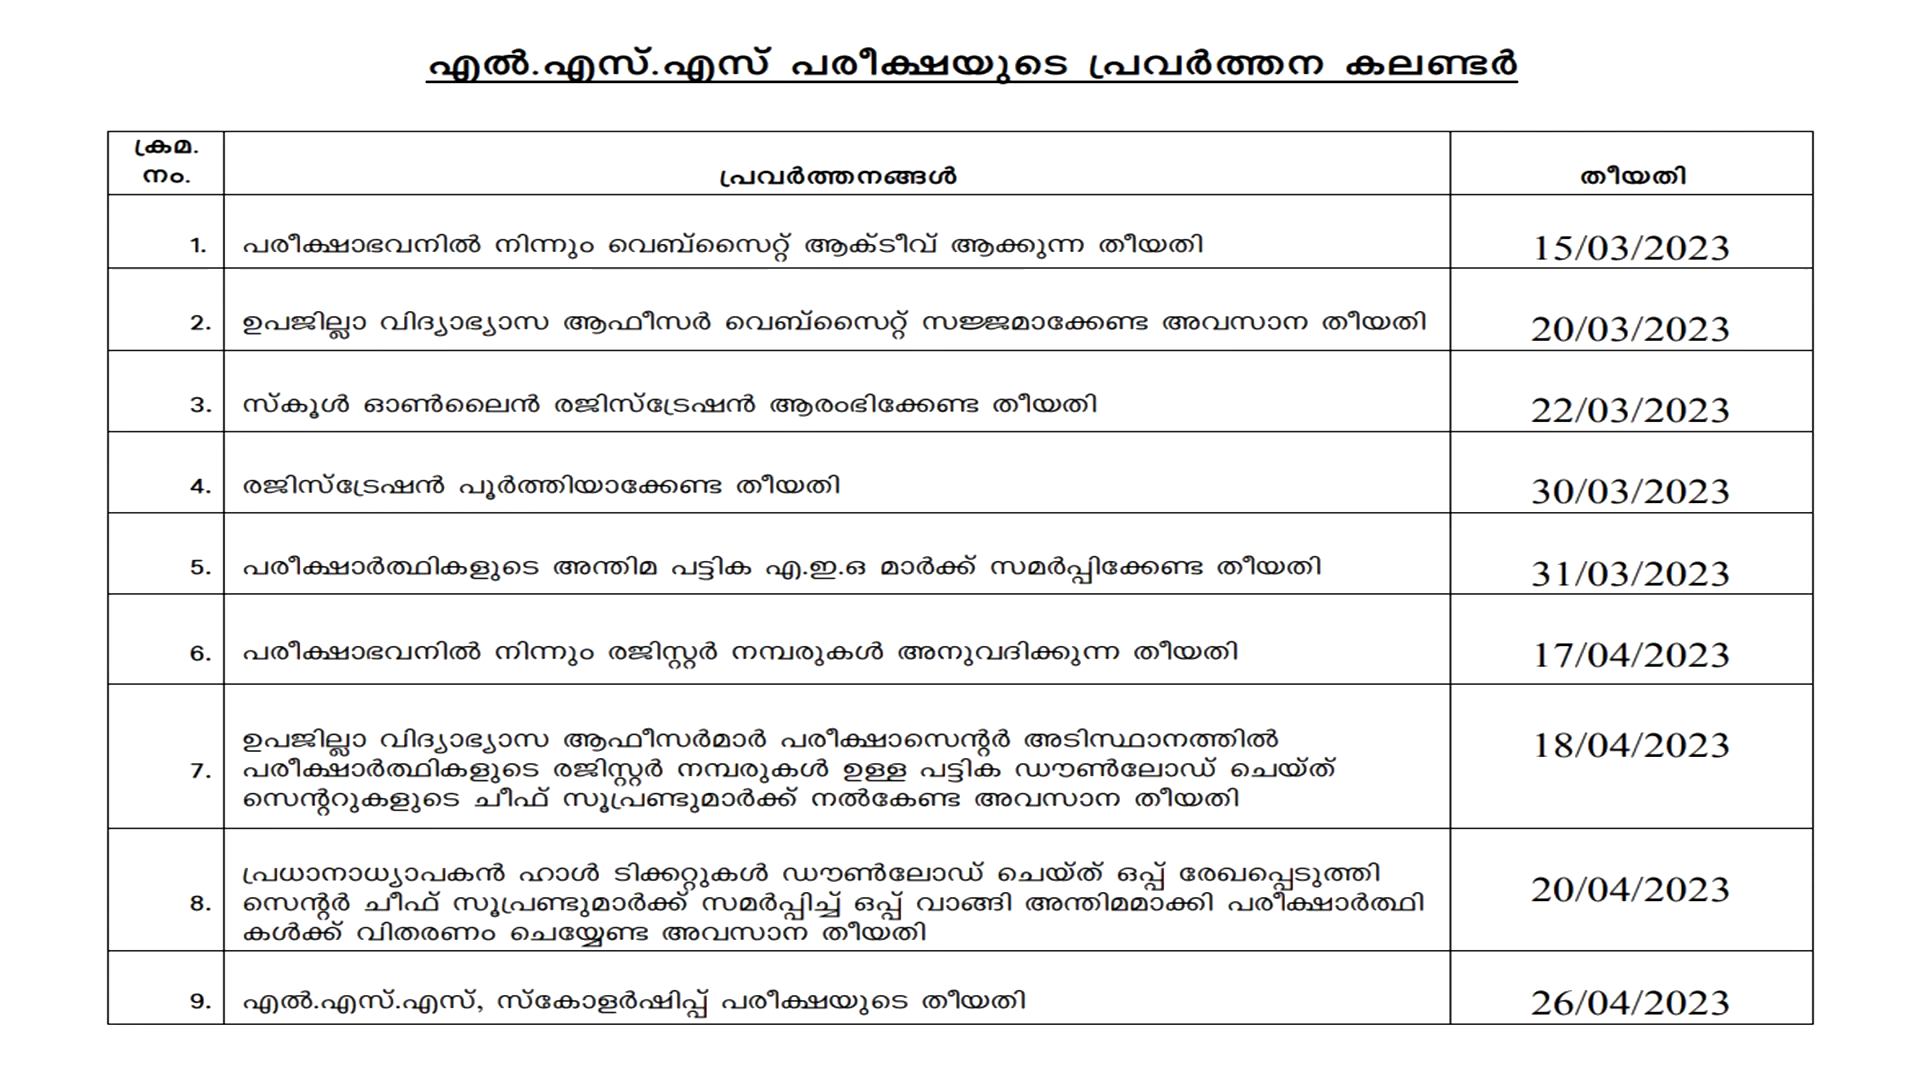 എൽ.എസ്.എസ് പരീക്ഷയുടെ പ്രവർത്തന കലണ്ടർ
ക്രമ.
നം.
പ്രവർത്തനങ്ങൾ
തീയതി
1. പരീക്ഷാഭവനിൽ നിന്നും വെബ്സൈറ്റ് ആക്ടീവ് ആക്കുന്ന തീയതി 15/03/2023
2. ഉപജില്ലാ വിദ്യാഭ്യാസ ആഫീസർ വെബ്സൈറ്റ് സജ്ജമാക്കേണ്ട അവസാന തീയതി 20/03/2023
3. സ്കൂൾ ഓൺലൈൻ രജിസ്ട്രേഷൻ ആരംഭിക്കേണ്ട തീയതി 22/03/2023
4. രജിസ്ട്രേഷൻ പൂർത്തിയാക്കേണ്ട തീയതി 30/03/2023
5. പരീക്ഷാർത്ഥികളുടെ അന്തിമ പട്ടിക എ.ഇ.ഒ മാർക്ക് സമർപ്പിക്കേണ്ട തീയതി 31/03/2023
6. പരീക്ഷാഭവനിൽ നിന്നും രജിസ്റ്റർ നമ്പരുകൾ അനുവദിക്കുന്ന തീയതി 17/04/2023
ഉപജില്ലാ വിദ്യാഭ്യാസ ആഫീസർമാർ പരീക്ഷാസെന്റർ അടിസ്ഥാനത്തിൽ 18/04/2023
7. പരീക്ഷാർത്ഥികളുടെ രജിസ്റ്റർ നമ്പരുകൾ ഉള്ള പട്ടിക ഡൗൺലോഡ് ചെയ്ത്
സെന്ററുകളുടെ ചീഫ് സൂപ്രണ്ടുമാർക്ക് നൽകേണ്ട അവസാന തീയതി
പ്രധാനാധ്യാപകൻ ഹാൾ ടിക്കറ്റുകൾ ഡൗൺലോഡ് ചെയ്ത് ഒപ്പ് രേഖപ്പെടുത്തി 20/04/2023
8. സെന്റർ ചീഫ് സൂപ്രണ്ടുമാർക്ക് സമർപ്പിച്ച് ഒപ്പ് വാങ്ങി അന്തിമമാക്കി പരീക്ഷാർത്ഥി
കൾക്ക് വിതരണം ചെയ്യേണ്ട അവസാന തീയതി
9. എൽ.എസ്.എസ്, സ്കോളർഷിപ്പ് പരീക്ഷയുടെ തീയതി 26/04/2023